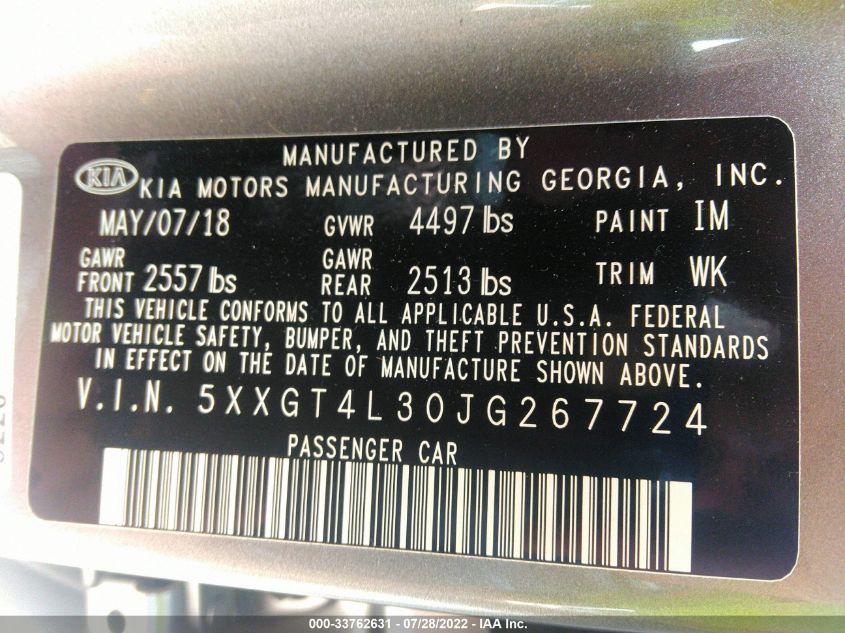 MANUFACTURED BY
KIA KIA MOTORS MANUFACTURING GEORGIA, INC.
MAY/07/18 GVWR 4497 lbs PAINT IM
GAWR FRONT 2557 lbs GAWR REAR 2513 lbs TRIM WK
THIS VEHICLE CONFORMS TO ALL APPLICABLE U.S.A. FEDERAL
MOTOR VEHICLE SAFETY, BUMPER, AND THEFT PREVENTION STANDARDS
IN EFFECT ON THE DATE OF MANUFACTURE SHOWN ABOVE.
V.I.N. 5XXGT4L30JG267724
PASSENGER CAR
000-33762631 - 07/28/2022 - IAA Inc.